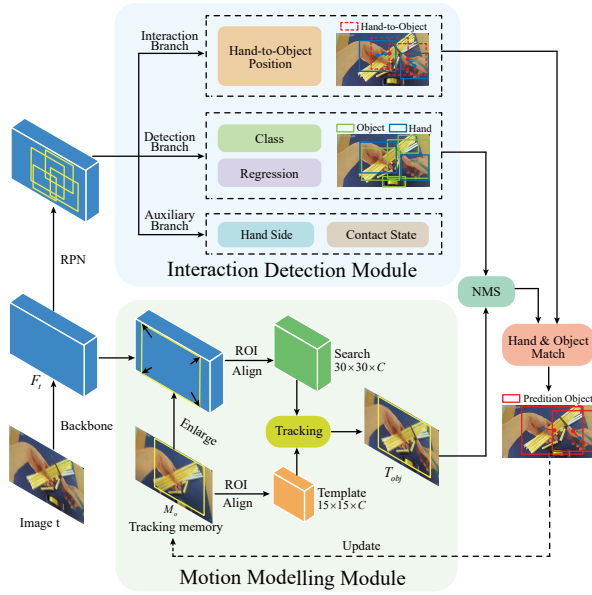 Interaction
Branch
Hand-to-Object
Position
Hand-to-Object
Detection
Branch
Class
Regression
Object
Hand
Auxiliary
Branch
Hand Side
Contact State
Interaction Detection Module
RPN
NMS
Hand & Object
Match
Predition Object
F_t
Backbone
Image t
ROI
Align
Search
30×30×C
Enlarge
Tracking
T_obj
M_o
Tracking memory
ROI
Align
Template
15×15×C
Update
Motion Modelling Module